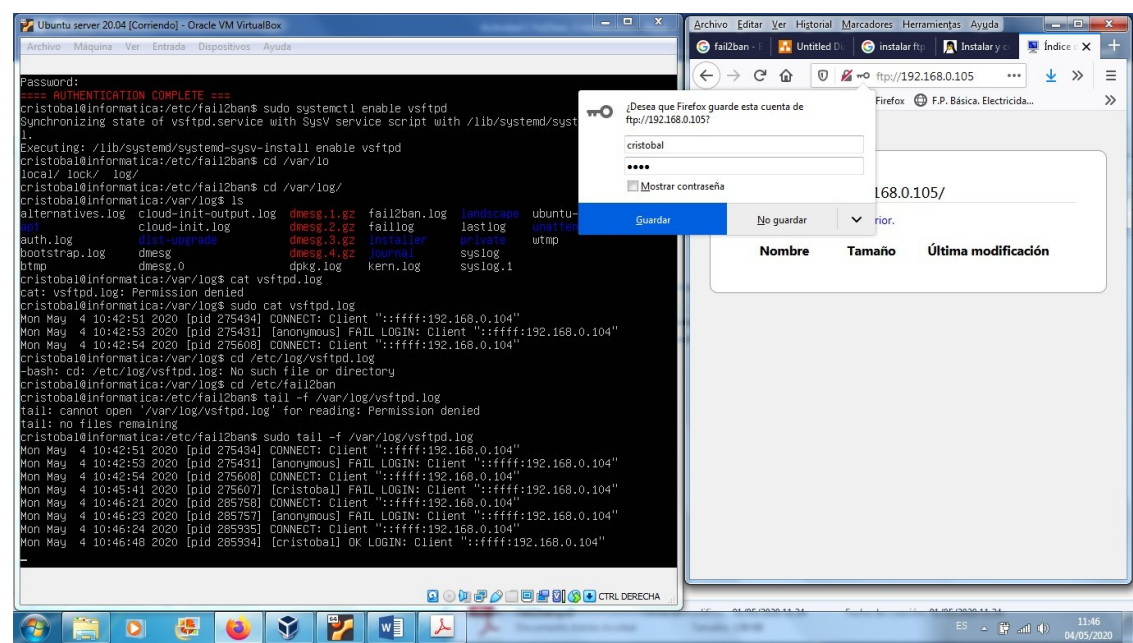 Ubuntu server 20.04 [Corriendo] - Oracle VM VirtualBox
Archivo Máquina Ver Entrada Dispositivos Ayuda
Password:
==== AUTHENTICATION COMPLETE ===
cristobal@informatica:/etc/fail2ban$ sudo systemctl enable vsftpd
Synchronizing state of vsftpd.service with SysV service script with /lib/systemd/syst
l.
Executing: /lib/systemd/systemd-sysv-install enable vsftpd
cristobal@informatica:/etc/fail2ban$ cd /var/lo
local/ lock/ log/
cristobal@informatica:/etc/fail2ban$ cd /var/log/
cristobal@informatica:/var/log$ ls
alternatives.log cloud-init-output.log dmesg.1.gz fail2ban.log landscape ubuntu-
apt cloud-init.log dmesg.2.gz faillog lastlog unatten
auth.log dist-upgrade dmesg.3.gz installer private wtmp
bootstrap.log dmesg dmesg.4.gz journal syslog
btmp dmesg.0 dpkg.log kern.log syslog.1
cristobal@informatica:/var/log$ cat vsftpd.log
cat: vsftpd.log: Permission denied
cristobal@informatica:/var/log$ sudo cat vsftpd.log
Mon May 4 10:42:51 2020 [pid 275434] CONNECT: Client "::ffff:192.168.0.104"
Mon May 4 10:42:53 2020 [pid 275431] [anonymous] FAIL LOGIN: Client "::ffff:192.168.0.104"
Mon May 4 10:42:54 2020 [pid 275608] CONNECT: Client "::ffff:192.168.0.104"
cristobal@informatica:/var/log$ cd /etc/log/vsftpd.log
-bash: cd: /etc/log/vsftpd.log: No such file or directory
cristobal@informatica:/var/log$ cd /etc/fail2ban
cristobal@informatica:/etc/fail2ban$ tail -f /var/log/vsftpd.log
tail: cannot open '/var/log/vsftpd.log' for reading: Permission denied
tail: no files remaining
cristobal@informatica:/etc/fail2ban$ sudo tail -f /var/log/vsftpd.log
Mon May 4 10:42:51 2020 [pid 275434] CONNECT: Client "::ffff:192.168.0.104"
Mon May 4 10:42:53 2020 [pid 275431] [anonymous] FAIL LOGIN: Client "::ffff:192.168.0.104"
Mon May 4 10:42:54 2020 [pid 275608] CONNECT: Client "::ffff:192.168.0.104"
Mon May 4 10:45:41 2020 [pid 275607] [cristobal] FAIL LOGIN: Client "::ffff:192.168.0.104"
Mon May 4 10:46:21 2020 [pid 285758] CONNECT: Client "::ffff:192.168.0.104"
Mon May 4 10:46:23 2020 [pid 285757] [anonymous] FAIL LOGIN: Client "::ffff:192.168.0.104"
Mon May 4 10:46:24 2020 [pid 285935] CONNECT: Client "::ffff:192.168.0.104"
Mon May 4 10:46:48 2020 [pid 285934] [cristobal] OK LOGIN: Client "::ffff:192.168.0.104"
CTRL DERECHA
Archivo Editar Ver Historial Marcadores Herramientas Ayuda
fail2ban - Untitled Di instalar ftp Instalar y c Índice
ftp://192.168.0.105
Firefox F.P. Básica. Electricida...
¿Desea que Firefox guarde esta cuenta de
ftp://192.168.0.105?
cristobal
Mostrar contraseña
Guardar No guardar
168.0.105/
rior.
Nombre Tamaño Última modificación
ES
11:46
04/05/2020